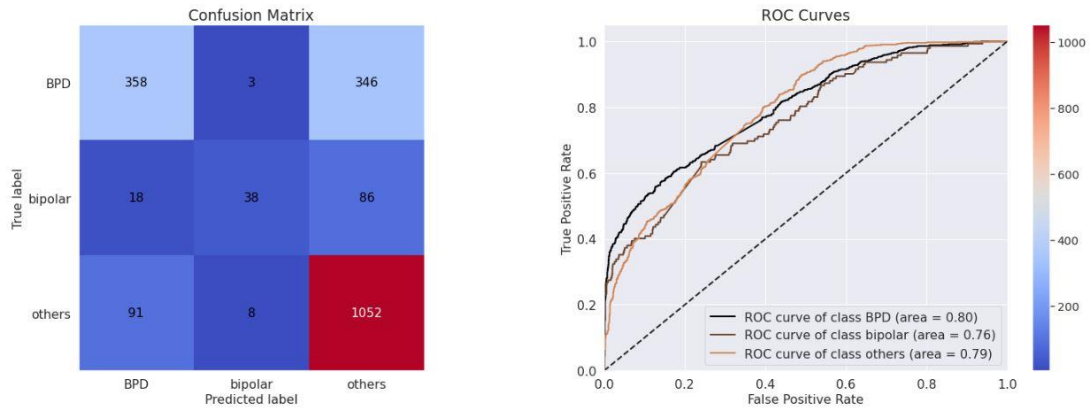 Confusion Matrix
BPD
358
3
346
bipolar
18
38
86
others
91
8
1052
True label
BPD
bipolar
others
Predicted label
ROC Curves
1.0
0.8
0.6
0.4
0.2
0.0
True Positive Rate
ROC curve of class BPD (area = 0.80)
ROC curve of class bipolar (area = 0.76)
ROC curve of class others (area = 0.79)
0.0
0.2
0.4
0.6
0.8
1.0
False Positive Rate
1000
800
600
400
200